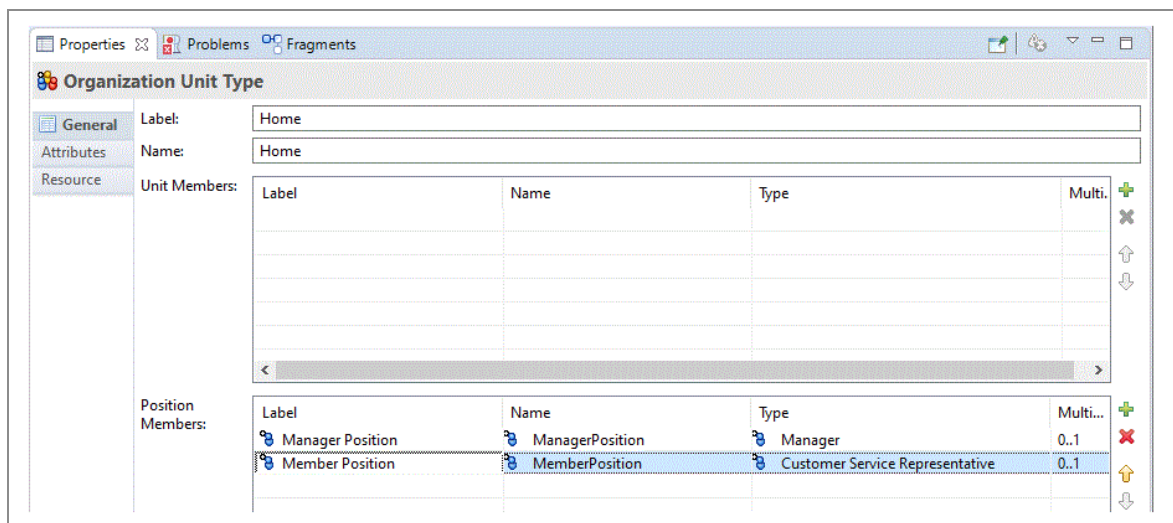 Properties Problems Fragments
Organization Unit Type
General
Label: Home
Attributes Name: Home
Resource Unit Members:
Label Name Type Multi.
Position Members:
Label Name Type Multi...
Manager Position ManagerPosition Manager 0..1
Member Position MemberPosition Customer Service Representative 0..1